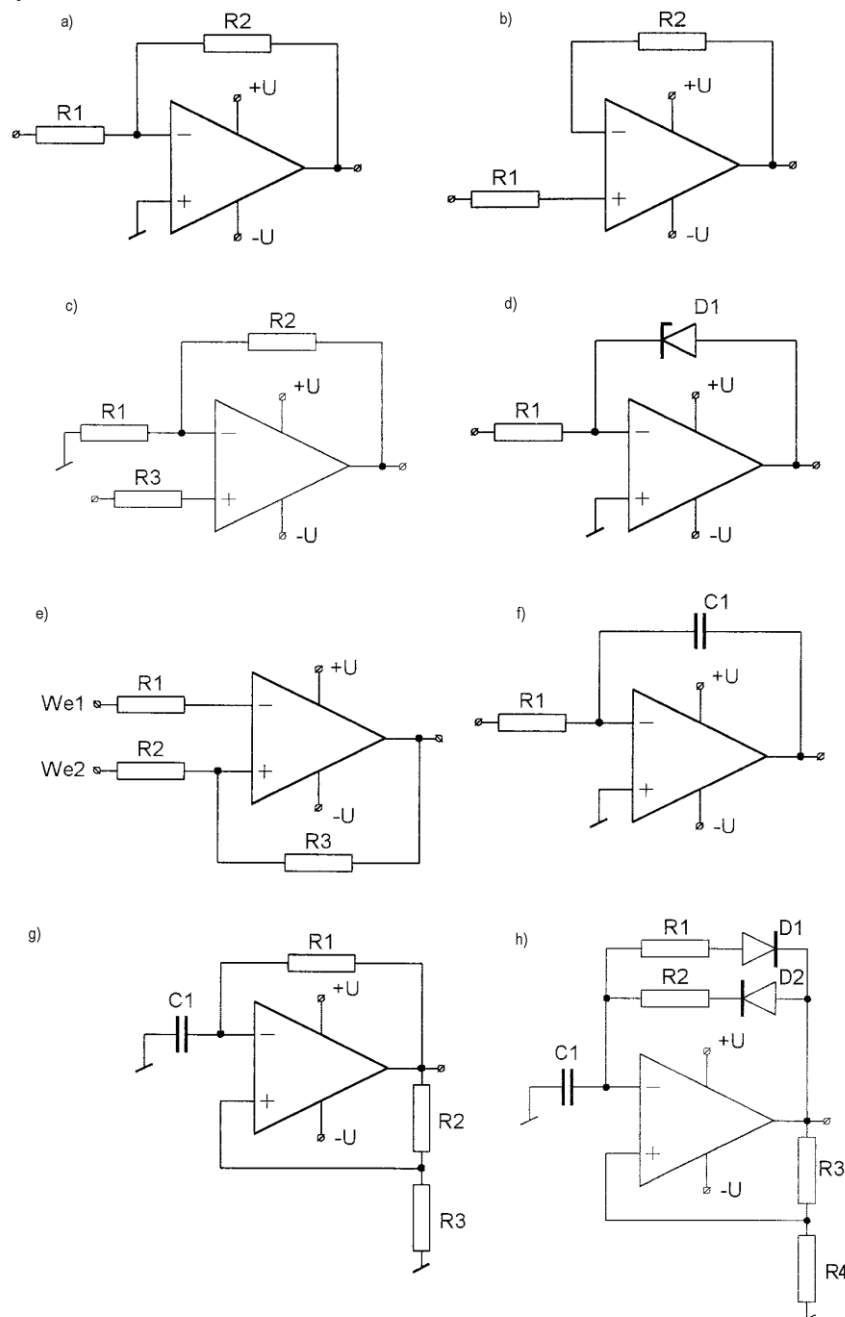 a)
R2
+U
R1
−
+
-U
b)
R2
+U
−
R1
+
-U
c)
R2
+U
R1
−
R3
+
-U
d)
D1
+U
R1
−
+
-U
e)
+U
We1
R1
−
We2
R2
+
-U
R3
f)
C1
+U
R1
−
+
-U
g)
R1
+U
C1
−
+
-U
R2
R3
h)
R1
D1
R2
D2
+U
C1
−
+
-U
R3
R4